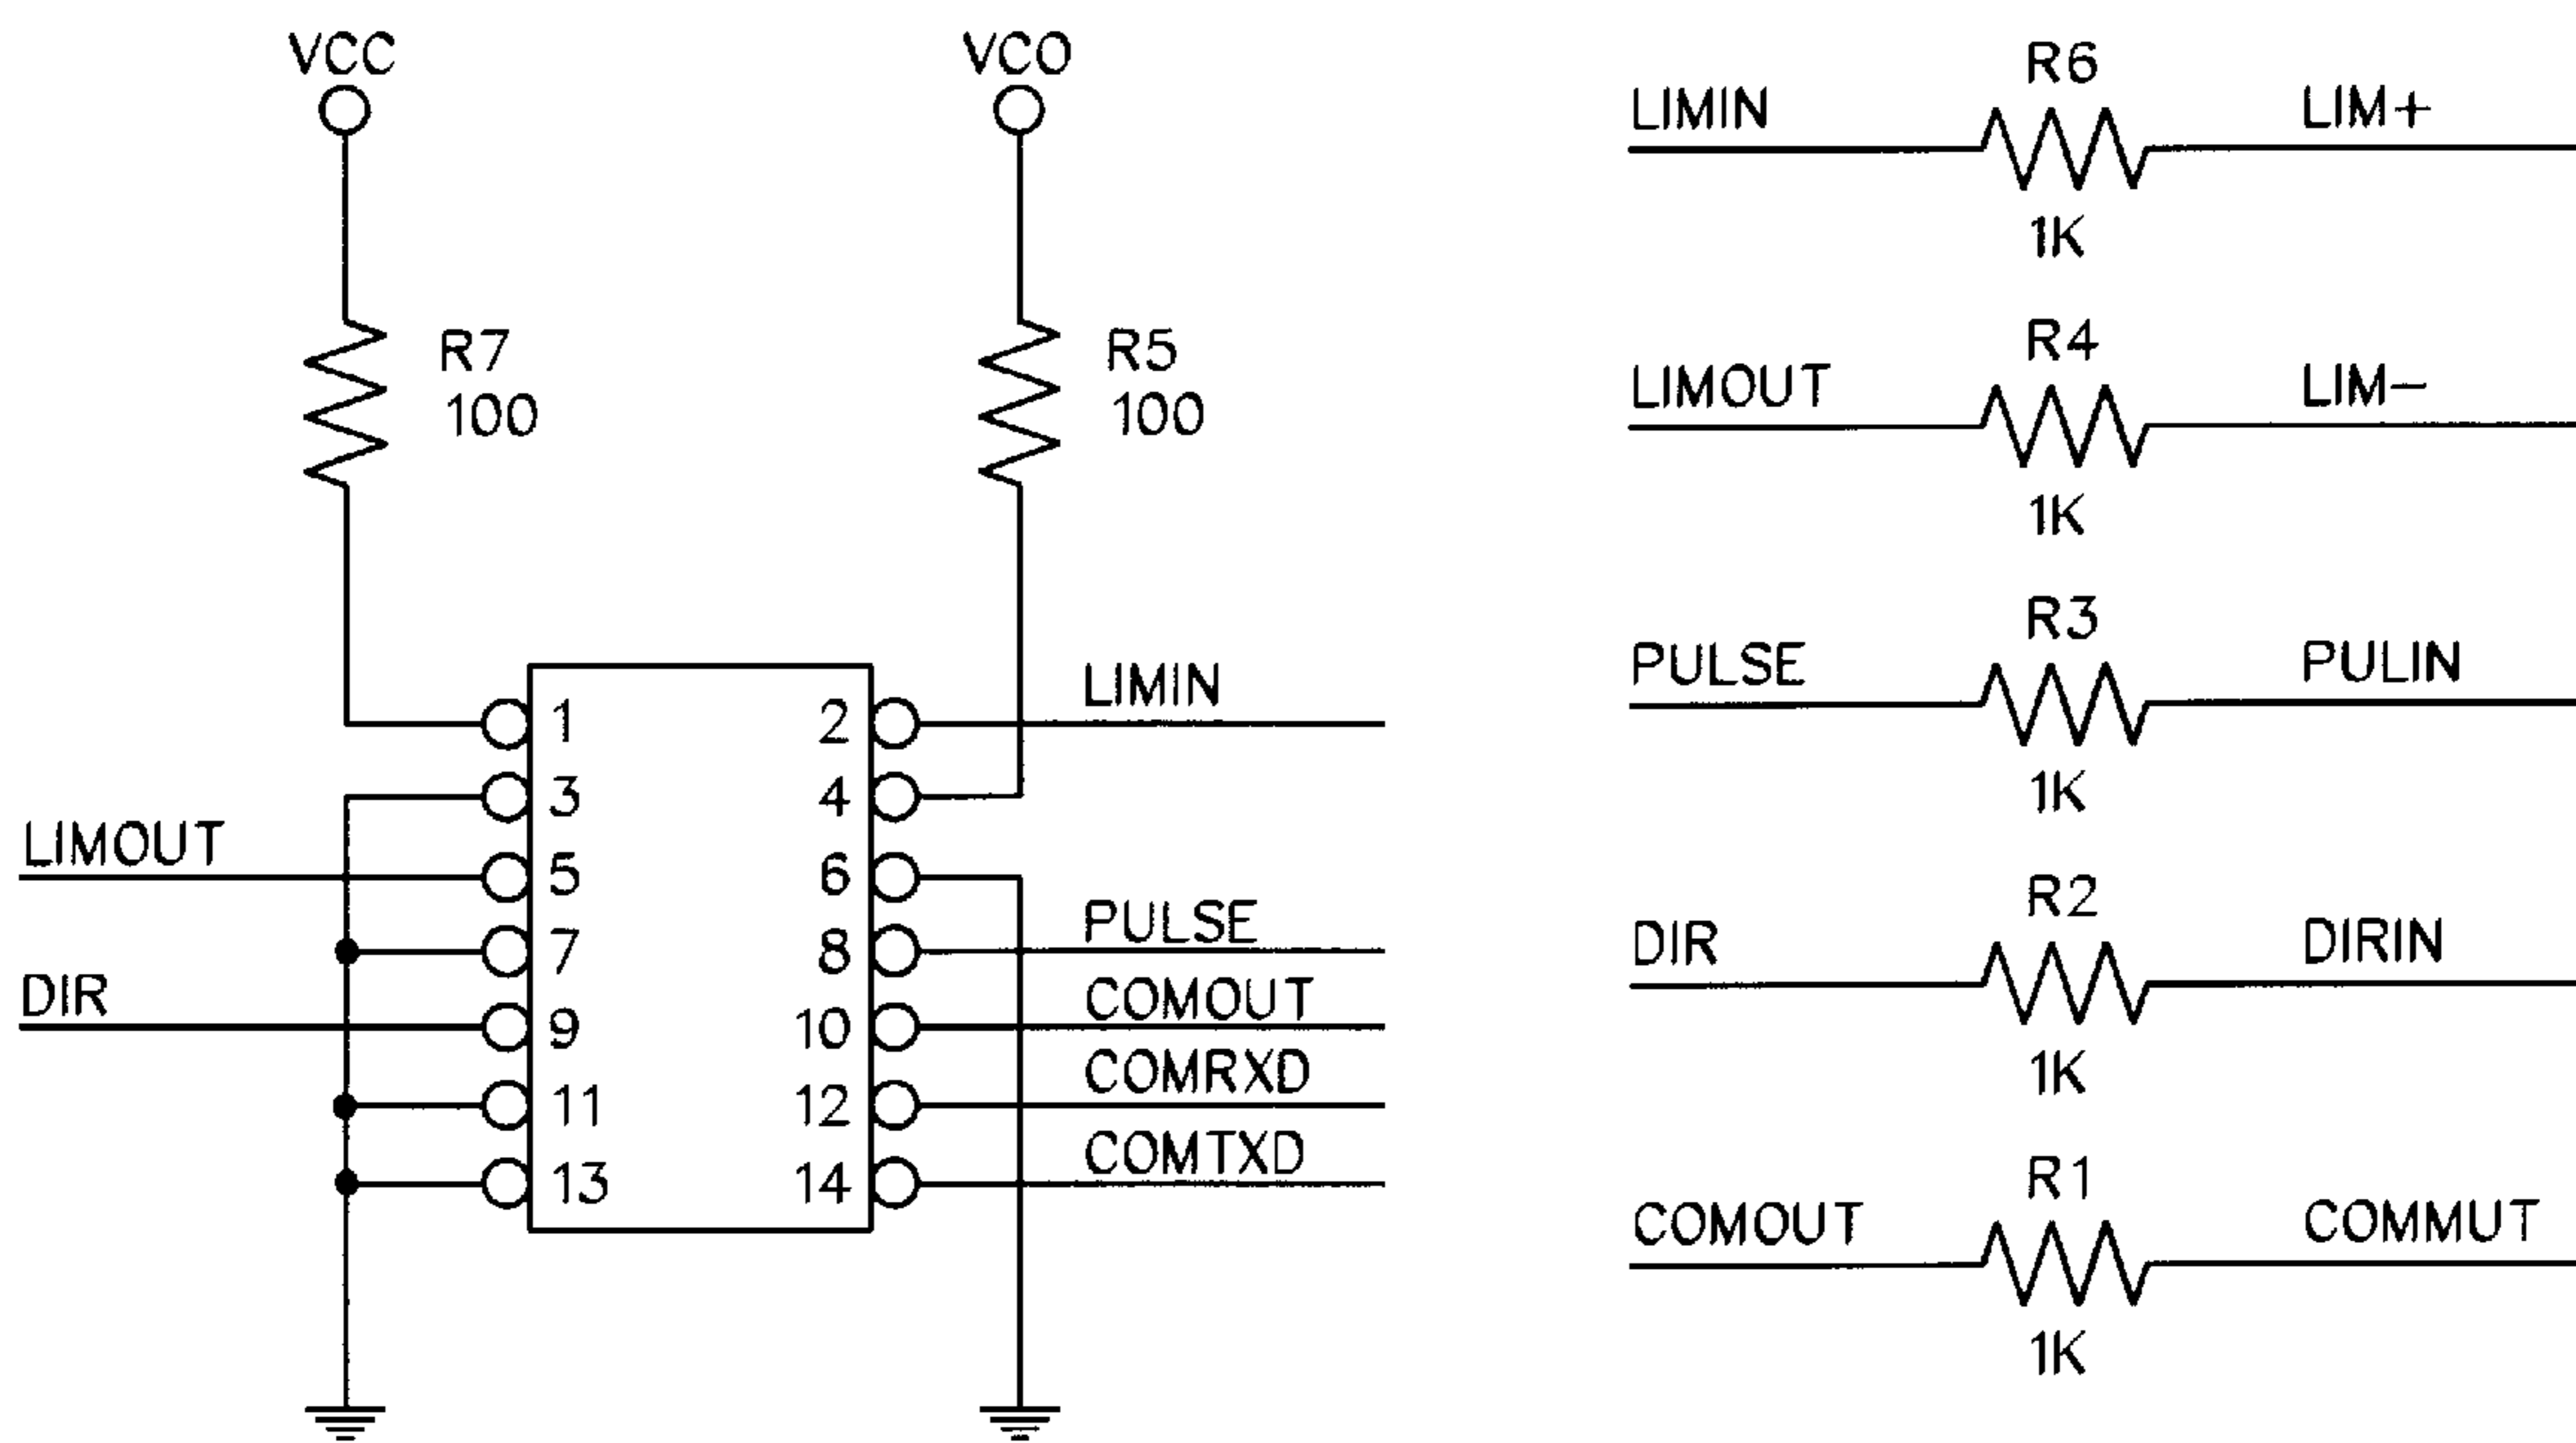 VCC
VCO
R7
100
R5
100
1
2
LIMIN
3
4
LIMOUT
5
6
7
8
PULSE
DIR
9
10
COMOUT
11
12
COMRXD
13
14
COMTXD
LIMIN
R6
LIM+
1K
LIMOUT
R4
LIM−
1K
PULSE
R3
PULIN
1K
DIR
R2
DIRIN
1K
COMOUT
R1
COMMUT
1K